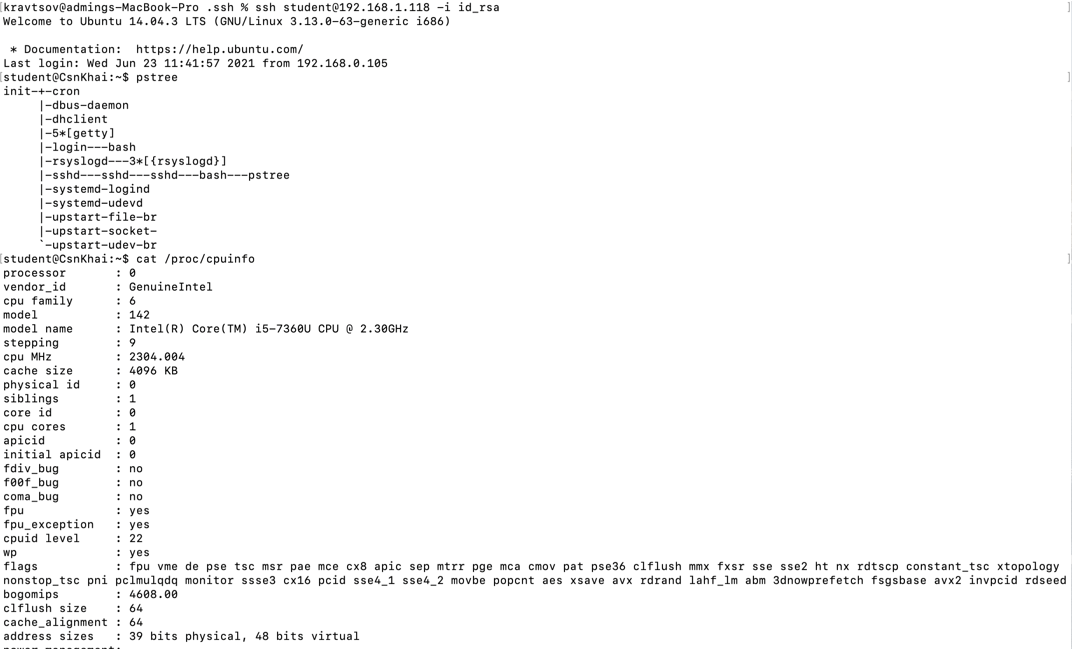 [kravtsov@admings-MacBook-Pro .ssh % ssh student@192.168.1.118 -i id_rsa ]
Welcome to Ubuntu 14.04.3 LTS (GNU/Linux 3.13.0-63-generic i686)
 * Documentation:  https://help.ubuntu.com/
Last login: Wed Jun 23 11:41:57 2021 from 192.168.0.105
[student@CsnKhai:~$ pstree ]
init-+-cron
     |-dbus-daemon
     |-dhclient
     |-5*[getty]
     |-login---bash
     |-rsyslogd---3*[{rsyslogd}]
     |-sshd---sshd---sshd---bash---pstree
     |-systemd-logind
     |-systemd-udevd
     |-upstart-file-br
     |-upstart-socket-
     `-upstart-udev-br
[student@CsnKhai:~$ cat /proc/cpuinfo ]
processor       : 0
vendor_id       : GenuineIntel
cpu family      : 6
model           : 142
model name      : Intel(R) Core(TM) i5-7360U CPU @ 2.30GHz
stepping        : 9
cpu MHz         : 2304.004
cache size      : 4096 KB
physical id     : 0
siblings        : 1
core id         : 0
cpu cores       : 1
apicid          : 0
initial apicid  : 0
fdiv_bug        : no
f00f_bug        : no
coma_bug        : no
fpu             : yes
fpu_exception   : yes
cpuid level     : 22
wp              : yes
flags           : fpu vme de pse tsc msr pae mce cx8 apic sep mtrr pge mca cmov pat pse36 clflush mmx fxsr sse sse2 ht nx rdtscp constant_tsc xtopology
nonstop_tsc pni pclmulqdq monitor ssse3 cx16 pcid sse4_1 sse4_2 movbe popcnt aes xsave avx rdrand lahf_lm abm 3dnowprefetch fsgsbase avx2 invpcid rdseed
bogomips        : 4608.00
clflush size    : 64
cache_alignment : 64
address sizes   : 39 bits physical, 48 bits virtual